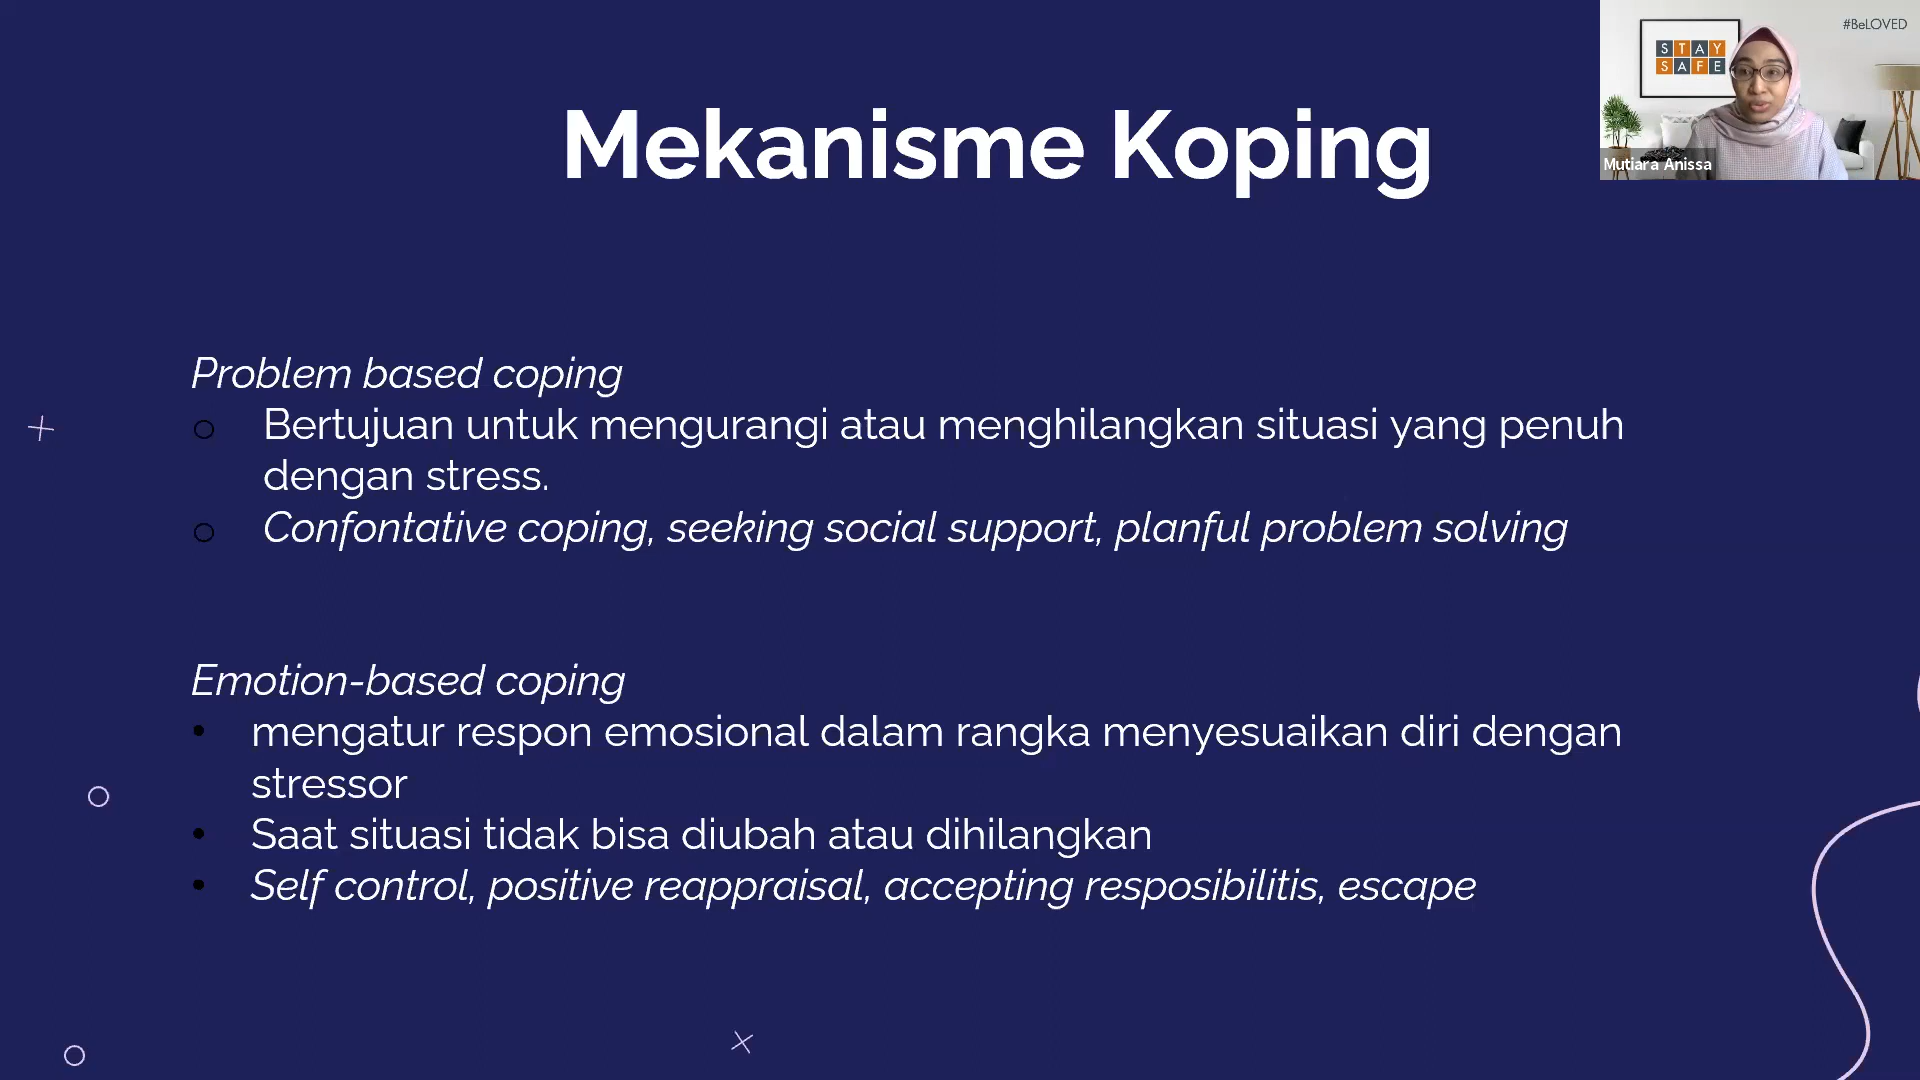 #BeLOVED
STAY
SAFE
Mutiara Anissa
Mekanisme Koping
Problem based coping
Bertujuan untuk mengurangi atau menghilangkan situasi yang penuh
dengan stress.
Confontative coping, seeking social support, planful problem solving
Emotion-based coping
mengatur respon emosional dalam rangka menyesuaikan diri dengan
stressor
Saat situasi tidak bisa diubah atau dihilangkan
Self control, positive reappraisal, accepting resposibilitis, escape